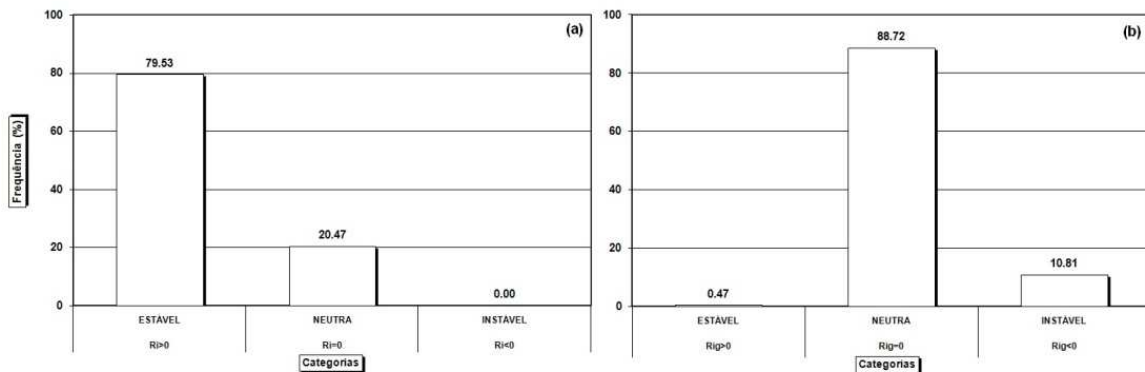 Frequência (%)
100
80
60
40
20
0
(a)
79.53
20.47
0.00
ESTÁVEL NEUTRA INSTÁVEL
Ri>0 Ri=0 Ri<0
Categorias
100
80
60
40
20
0
(b)
0.47
88.72
10.81
ESTÁVEL NEUTRA INSTÁVEL
Rig>0 Rig=0 Rig<0
Categorias